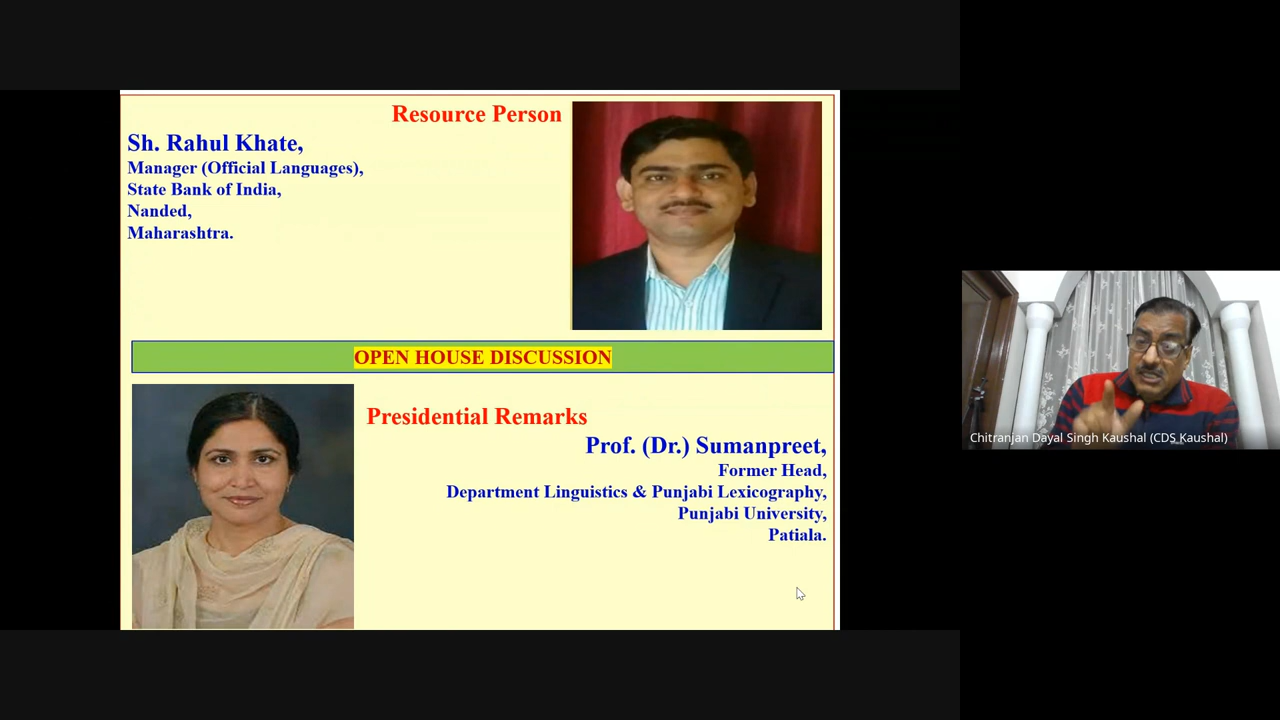 Resource Person
Sh. Rahul Khate,
Manager (Official Languages),
State Bank of India,
Nanded,
Maharashtra.
OPEN HOUSE DISCUSSION
Presidential Remarks
Prof. (Dr.) Sumanpreet,
Former Head,
Department Linguistics & Punjabi Lexicography,
Punjabi University,
Patiala.
Chitranjan Dayal Singh Kaushal (CDS Kaushal)